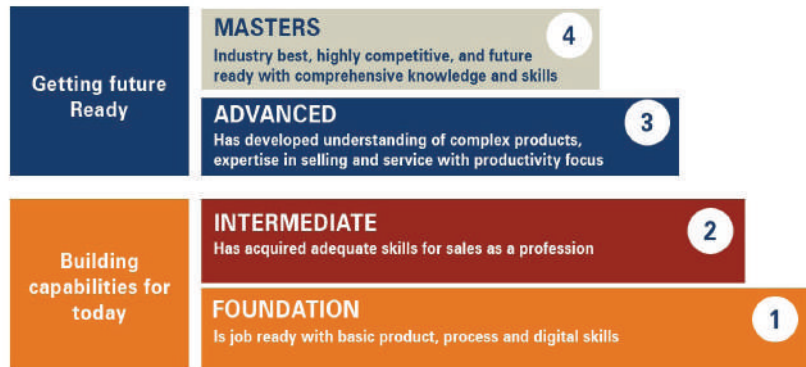 Getting future
Ready
MASTERS
Industry best, highly competitive, and future
ready with comprehensive knowledge and skills
4
ADVANCED
Has developed understanding of complex products,
expertise in selling and service with productivity focus
3
Building
capabilities for
today
INTERMEDIATE
Has acquired adequate skills for sales as a profession
2
FOUNDATION
Is job ready with basic product, process and digital skills
1